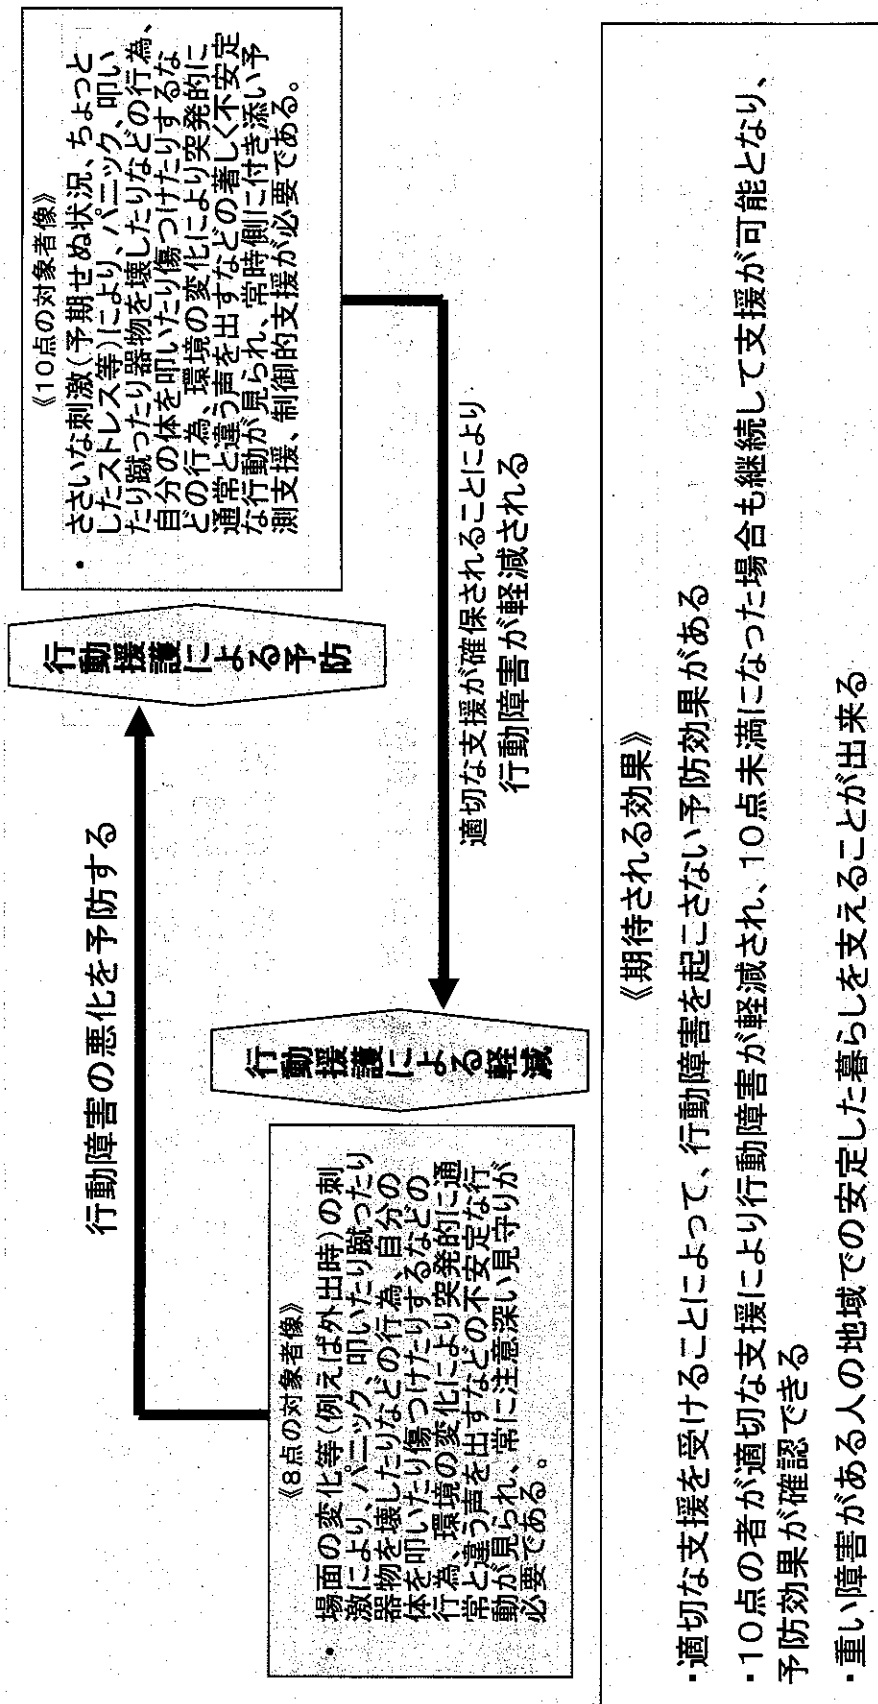 行動障害の悪化を予防する
《8点の対象者像》
・ 場面の変化等(例えば外出時)の刺
激により、パニック、叩いたり蹴ったり
器物を壊したりなどの行為、自分の
体を叩いたり傷つけたりするなどの
行為、環境の変化により突発的に通
常と違う声を出すなどの不安定な行
動が見られ、常に注意深い見守りが
必要である。
行動援護による軽減
行動援護による予防
《10点の対象者像》
・ ささいな刺激(予期せぬ状況、ちょっと
したストレス等)により、パニック、叩い
たり蹴ったり器物を壊したりなどの行為、
自分の体を叩いたり傷つけたりするな
どの行為、環境の変化により突発的に
通常と違う声を出すなどの著しく不安定
な行動が見られ、常時側に付き添い予
測支援、制御的支援が必要である。
適切な支援が確保されることにより
行動障害が軽減される
《期待される効果》
・適切な支援を受けることによって、行動障害を起こさない予防効果がある
・10点の者が適切な支援により行動障害が軽減され、10点未満になった場合も継続して支援が可能となり、
予防効果が確認できる
・重い障害がある人の地域での安定した暮らしを支えることが出来る